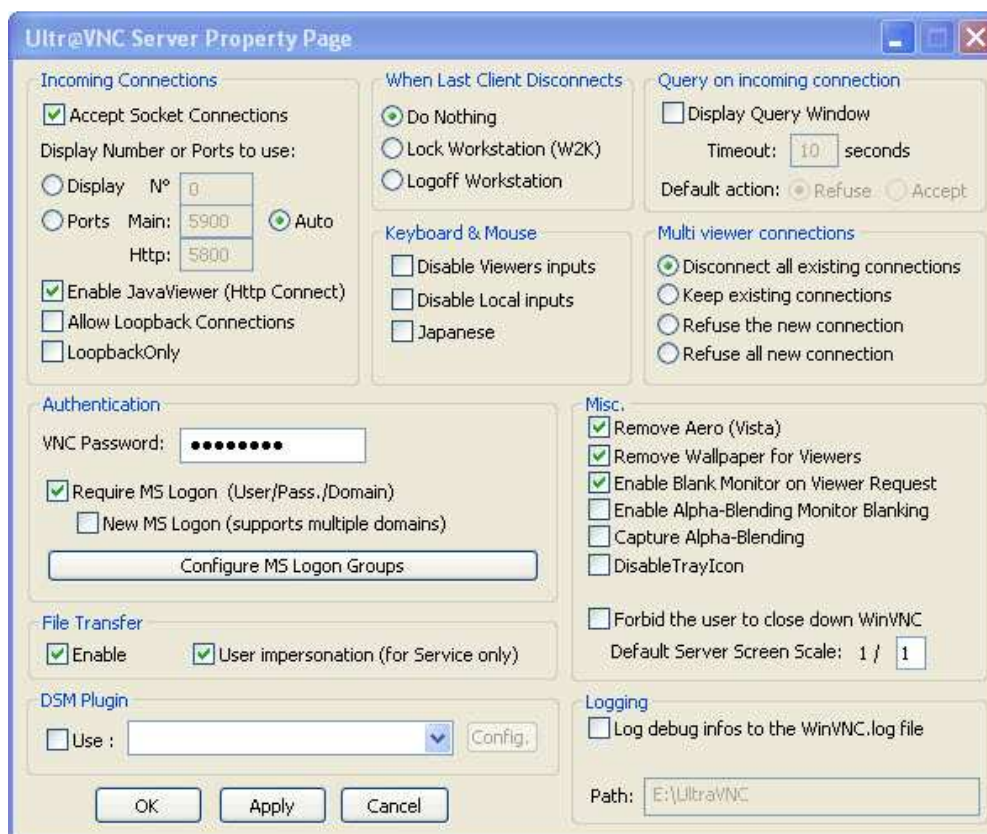 Ultr@VNC Server Property Page
Incoming Connections
Accept Socket Connections
Display Number or Ports to use:
Display N° 0
Ports Main: 5900 Auto
Http: 5800
Enable JavaViewer (Http Connect)
Allow Loopback Connections
LoopbackOnly
When Last Client Disconnects
Do Nothing
Lock Workstation (W2K)
Logoff Workstation
Keyboard & Mouse
Disable Viewers inputs
Disable Local inputs
Japanese
Query on incoming connection
Display Query Window
Timeout: 10 seconds
Default action: Refuse Accept
Multi viewer connections
Disconnect all existing connections
Keep existing connections
Refuse the new connection
Refuse all new connection
Authentication
VNC Password: ●●●●●●●●
Require MS Logon (User/Pass./Domain)
New MS Logon (supports multiple domains)
Configure MS Logon Groups
File Transfer
Enable User impersonation (for Service only)
DSM Plugin
Use : Config.
OK Apply Cancel
Misc.
Remove Aero (Vista)
Remove Wallpaper for Viewers
Enable Blank Monitor on Viewer Request
Enable Alpha-Blending Monitor Blanking
Capture Alpha-Blending
DisableTrayIcon
Forbid the user to close down WinVNC
Default Server Screen Scale: 1 / 1
Logging
Log debug infos to the WinVNC.log file
Path: E:\UltraVNC